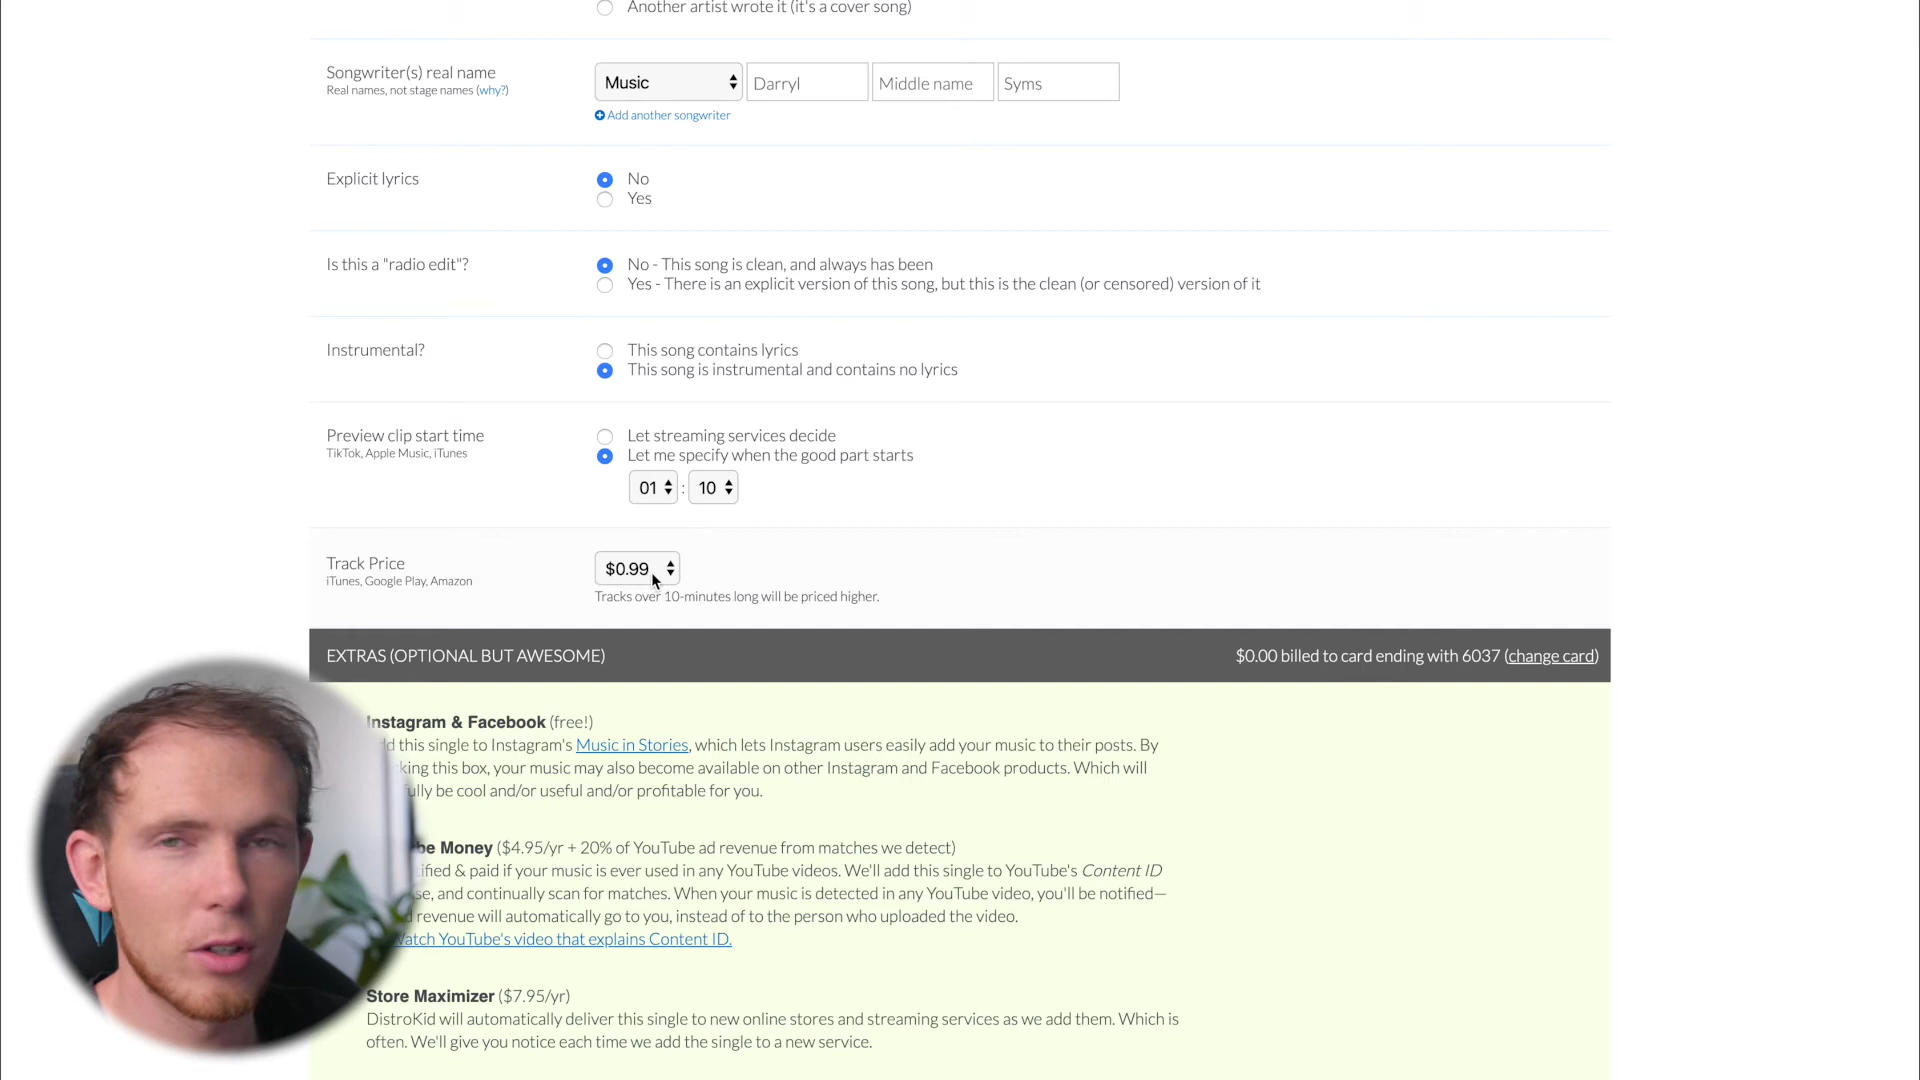 Another artist wrote it (it's a cover song)
Songwriter(s) real name
Real names, not stage names (why?)
Music
Darryl
Middle name
Syms
Add another songwriter
Explicit lyrics
No
Yes
Is this a "radio edit"?
No - This song is clean, and always has been
Yes - There is an explicit version of this song, but this is the clean (or censored) version of it
Instrumental?
This song contains lyrics
This song is instrumental and contains no lyrics
Preview clip start time
TikTok, Apple Music, iTunes
Let streaming services decide
Let me specify when the good part starts
01 : 10
Track Price
iTunes, Google Play, Amazon
$0.99
Tracks over 10-minutes long will be priced higher.
EXTRAS (OPTIONAL BUT AWESOME)
$0.00 billed to card ending with 6037 (change card)
Instagram & Facebook (free!)
this single to Instagram's Music in Stories, which lets Instagram users easily add your music to their posts. By
this box, your music may also become available on other Instagram and Facebook products. Which will
be cool and/or useful and/or profitable for you.
Money ($4.95/yr + 20% of YouTube ad revenue from matches we detect)
& paid if your music is ever used in any YouTube videos. We'll add this single to YouTube's Content ID
and continually scan for matches. When your music is detected in any YouTube video, you'll be notified—
revenue will automatically go to you, instead of to the person who uploaded the video.
Watch YouTube's video that explains Content ID.
Store Maximizer ($7.95/yr)
DistroKid will automatically deliver this single to new online stores and streaming services as we add them. Which is
often. We'll give you notice each time we add the single to a new service.